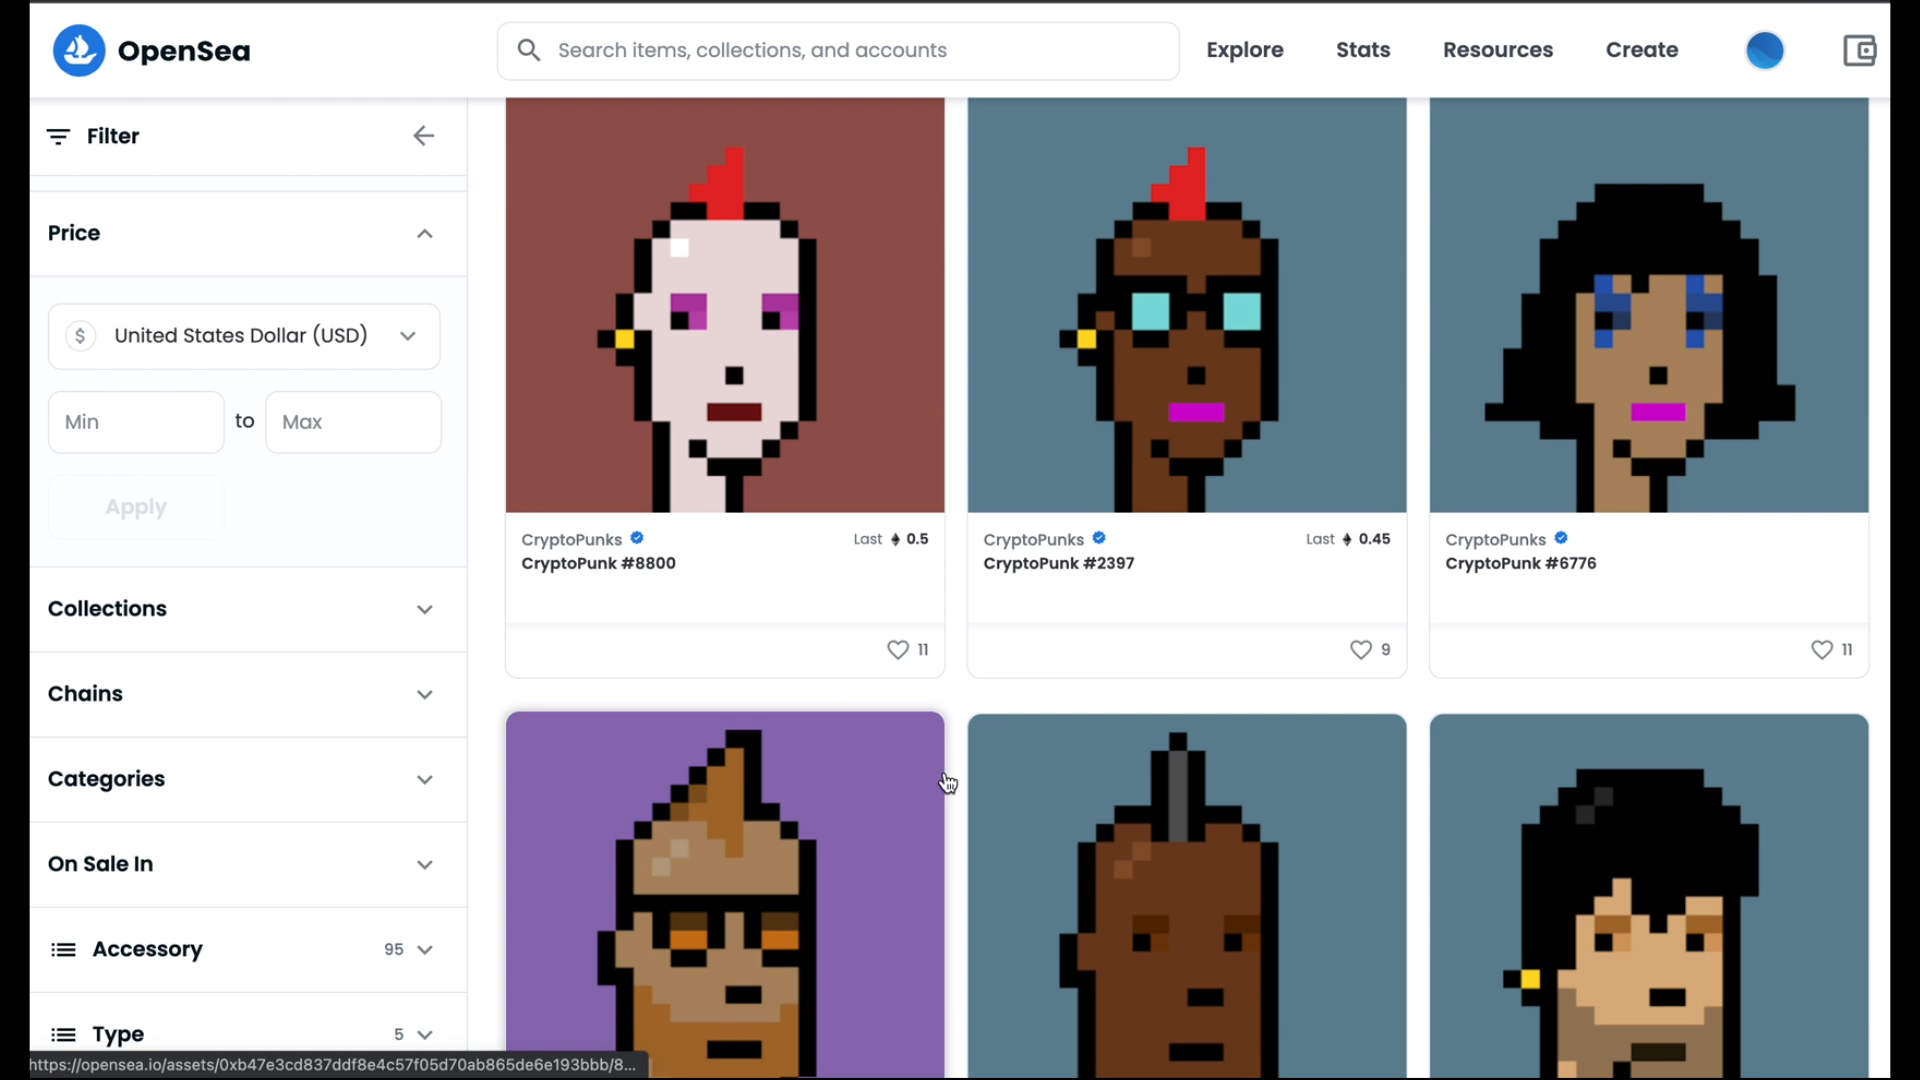 OpenSea
Search items, collections, and accounts
Explore
Stats
Resources
Create
Filter
Price
$ United States Dollar (USD)
Min to Max
Apply
Collections
Chains
Categories
On Sale In
Accessory 95
Type 5
CryptoPunks Last 0.5
CryptoPunk #8800
11
CryptoPunks Last 0.45
CryptoPunk #2397
9
CryptoPunks
CryptoPunk #6776
11
https://opensea.io/assets/0xb47e3cd837ddf8e4c57f05d70ab865de6e193bbb/8...